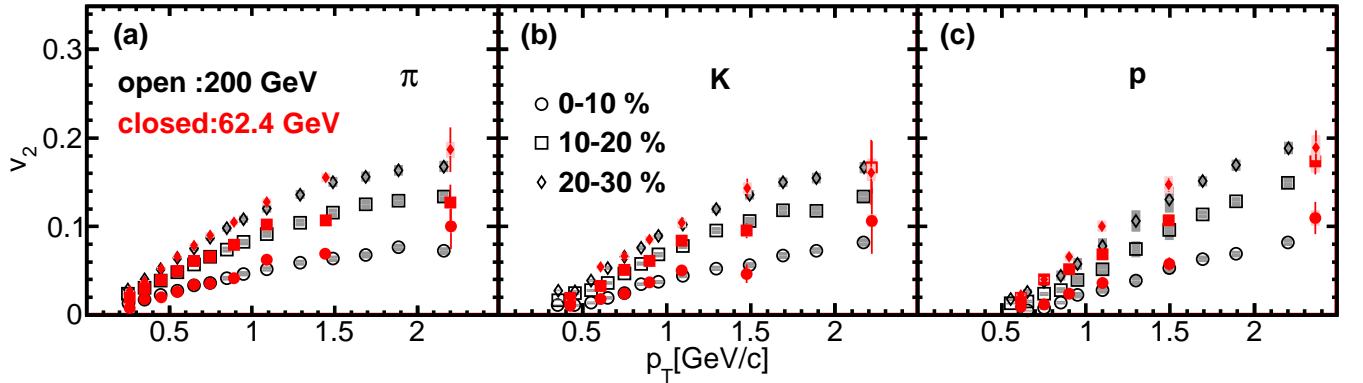 (a)
(b)
(c)
open :200 GeV
closed:62.4 GeV
π
K
p
0-10 %
10-20 %
20-30 %
v2
0.3
0.2
0.1
0
0.5 1 1.5 2
0.5 1 1.5 2
0.5 1 1.5 2
pT[GeV/c]